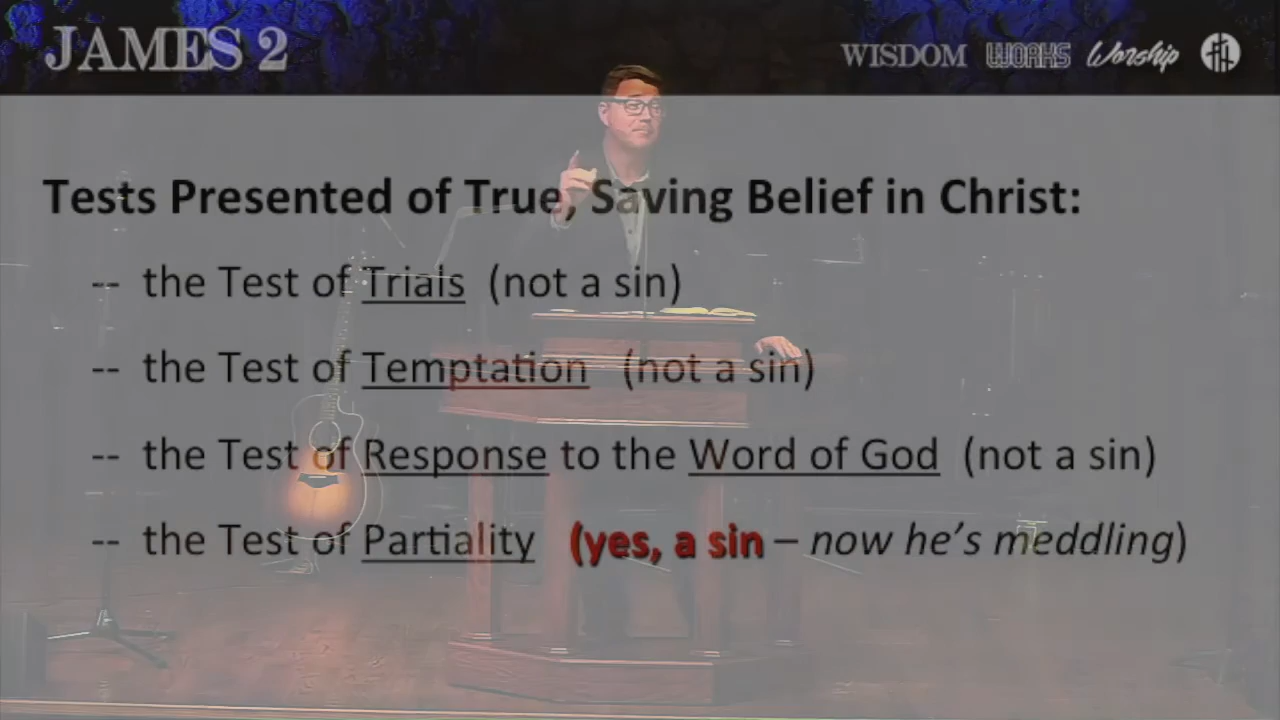 JAMES 2
WISDOM WORKS Worship
Tests Presented of True, Saving Belief in Christ:
-- the Test of Trials (not a sin)
-- the Test of Temptation (not a sin)
-- the Test of Response to the Word of God (not a sin)
-- the Test of Partiality (yes, a sin – now he's meddling)